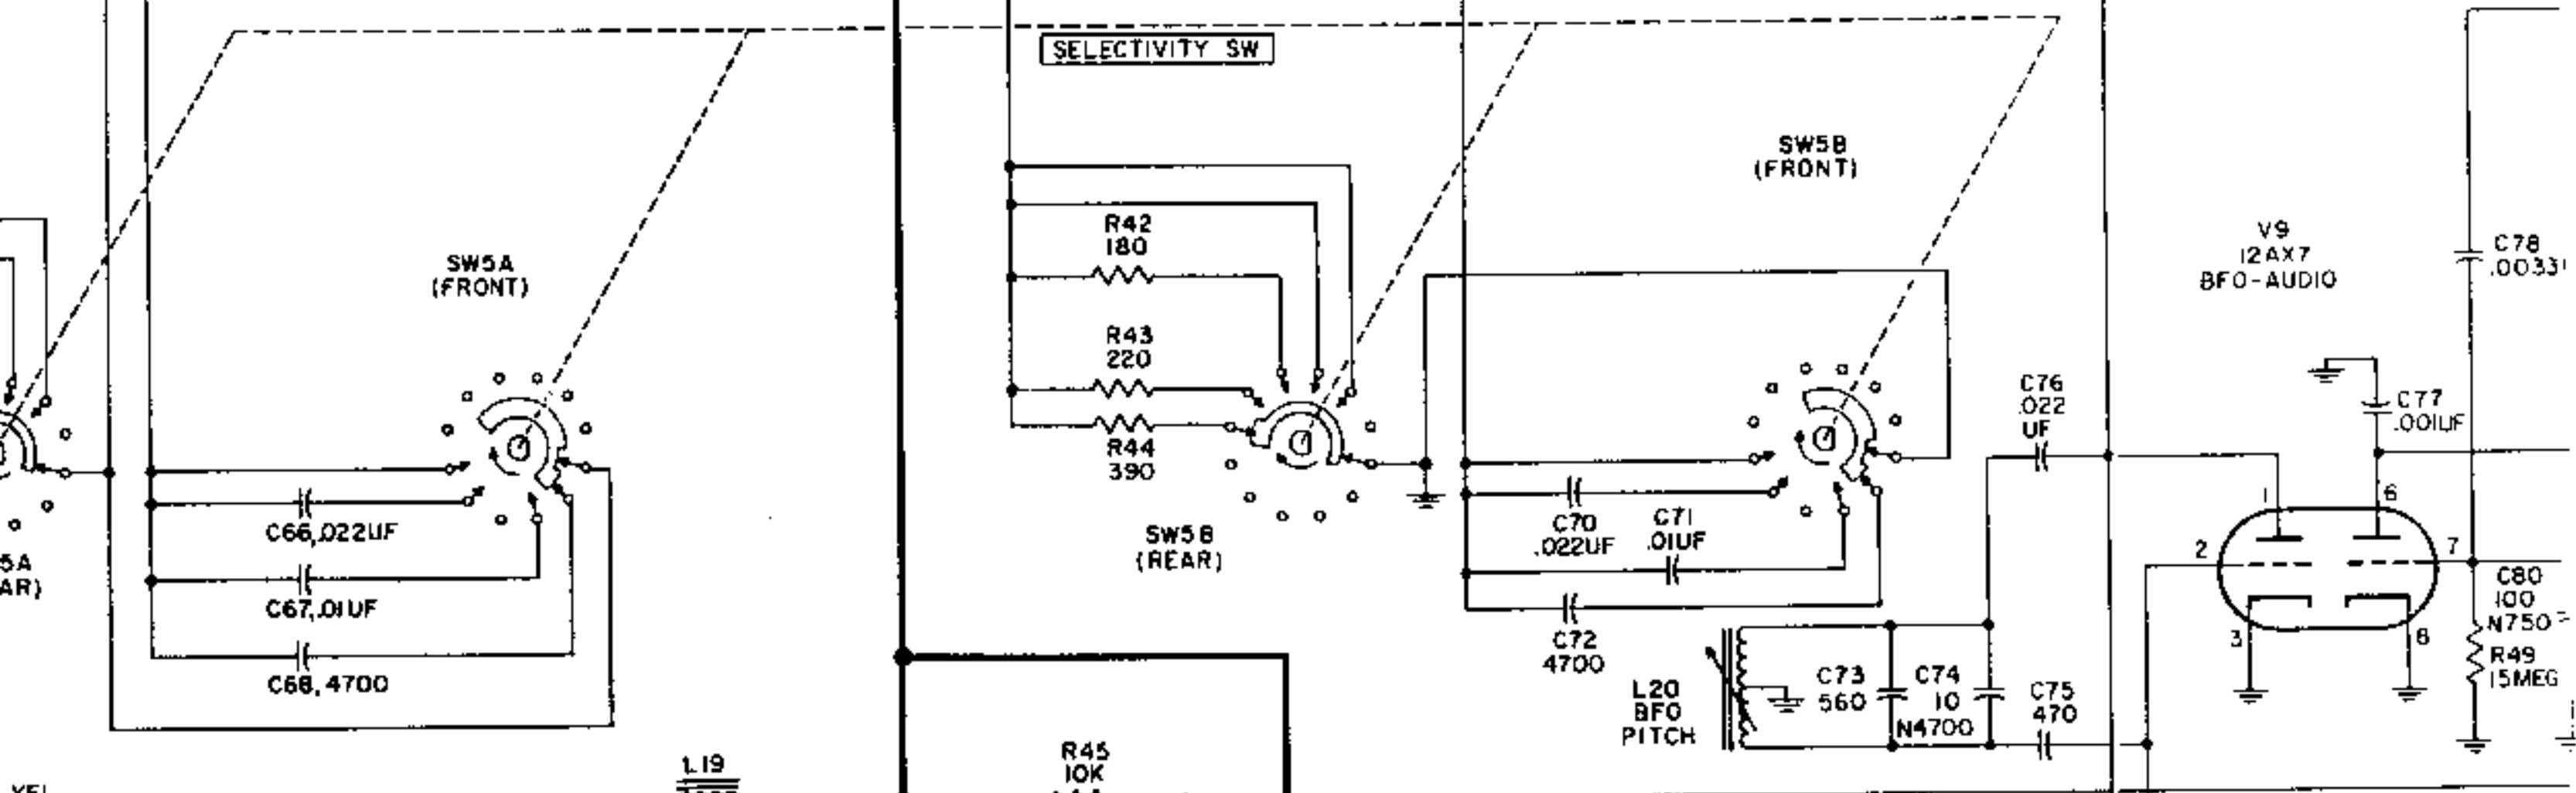 SELECTIVITY SW
SW5A
(FRONT)
5A
AR)
C66,.022UF
C67,.01UF
C68,4700
L19
R42
180
R43
220
R44
390
SW5B
(REAR)
R45
10K
SW5B
(FRONT)
C70
.022UF
C71
.01UF
C72
4700
L20
BFO
PITCH
C73
560
C74
10
N4700
C75
470
C76
.022
UF
V9
12AX7
BFO-AUDIO
C77
.001UF
C78
.0033
1
6
2
7
3
8
C80
100
N750
R49
15MEG